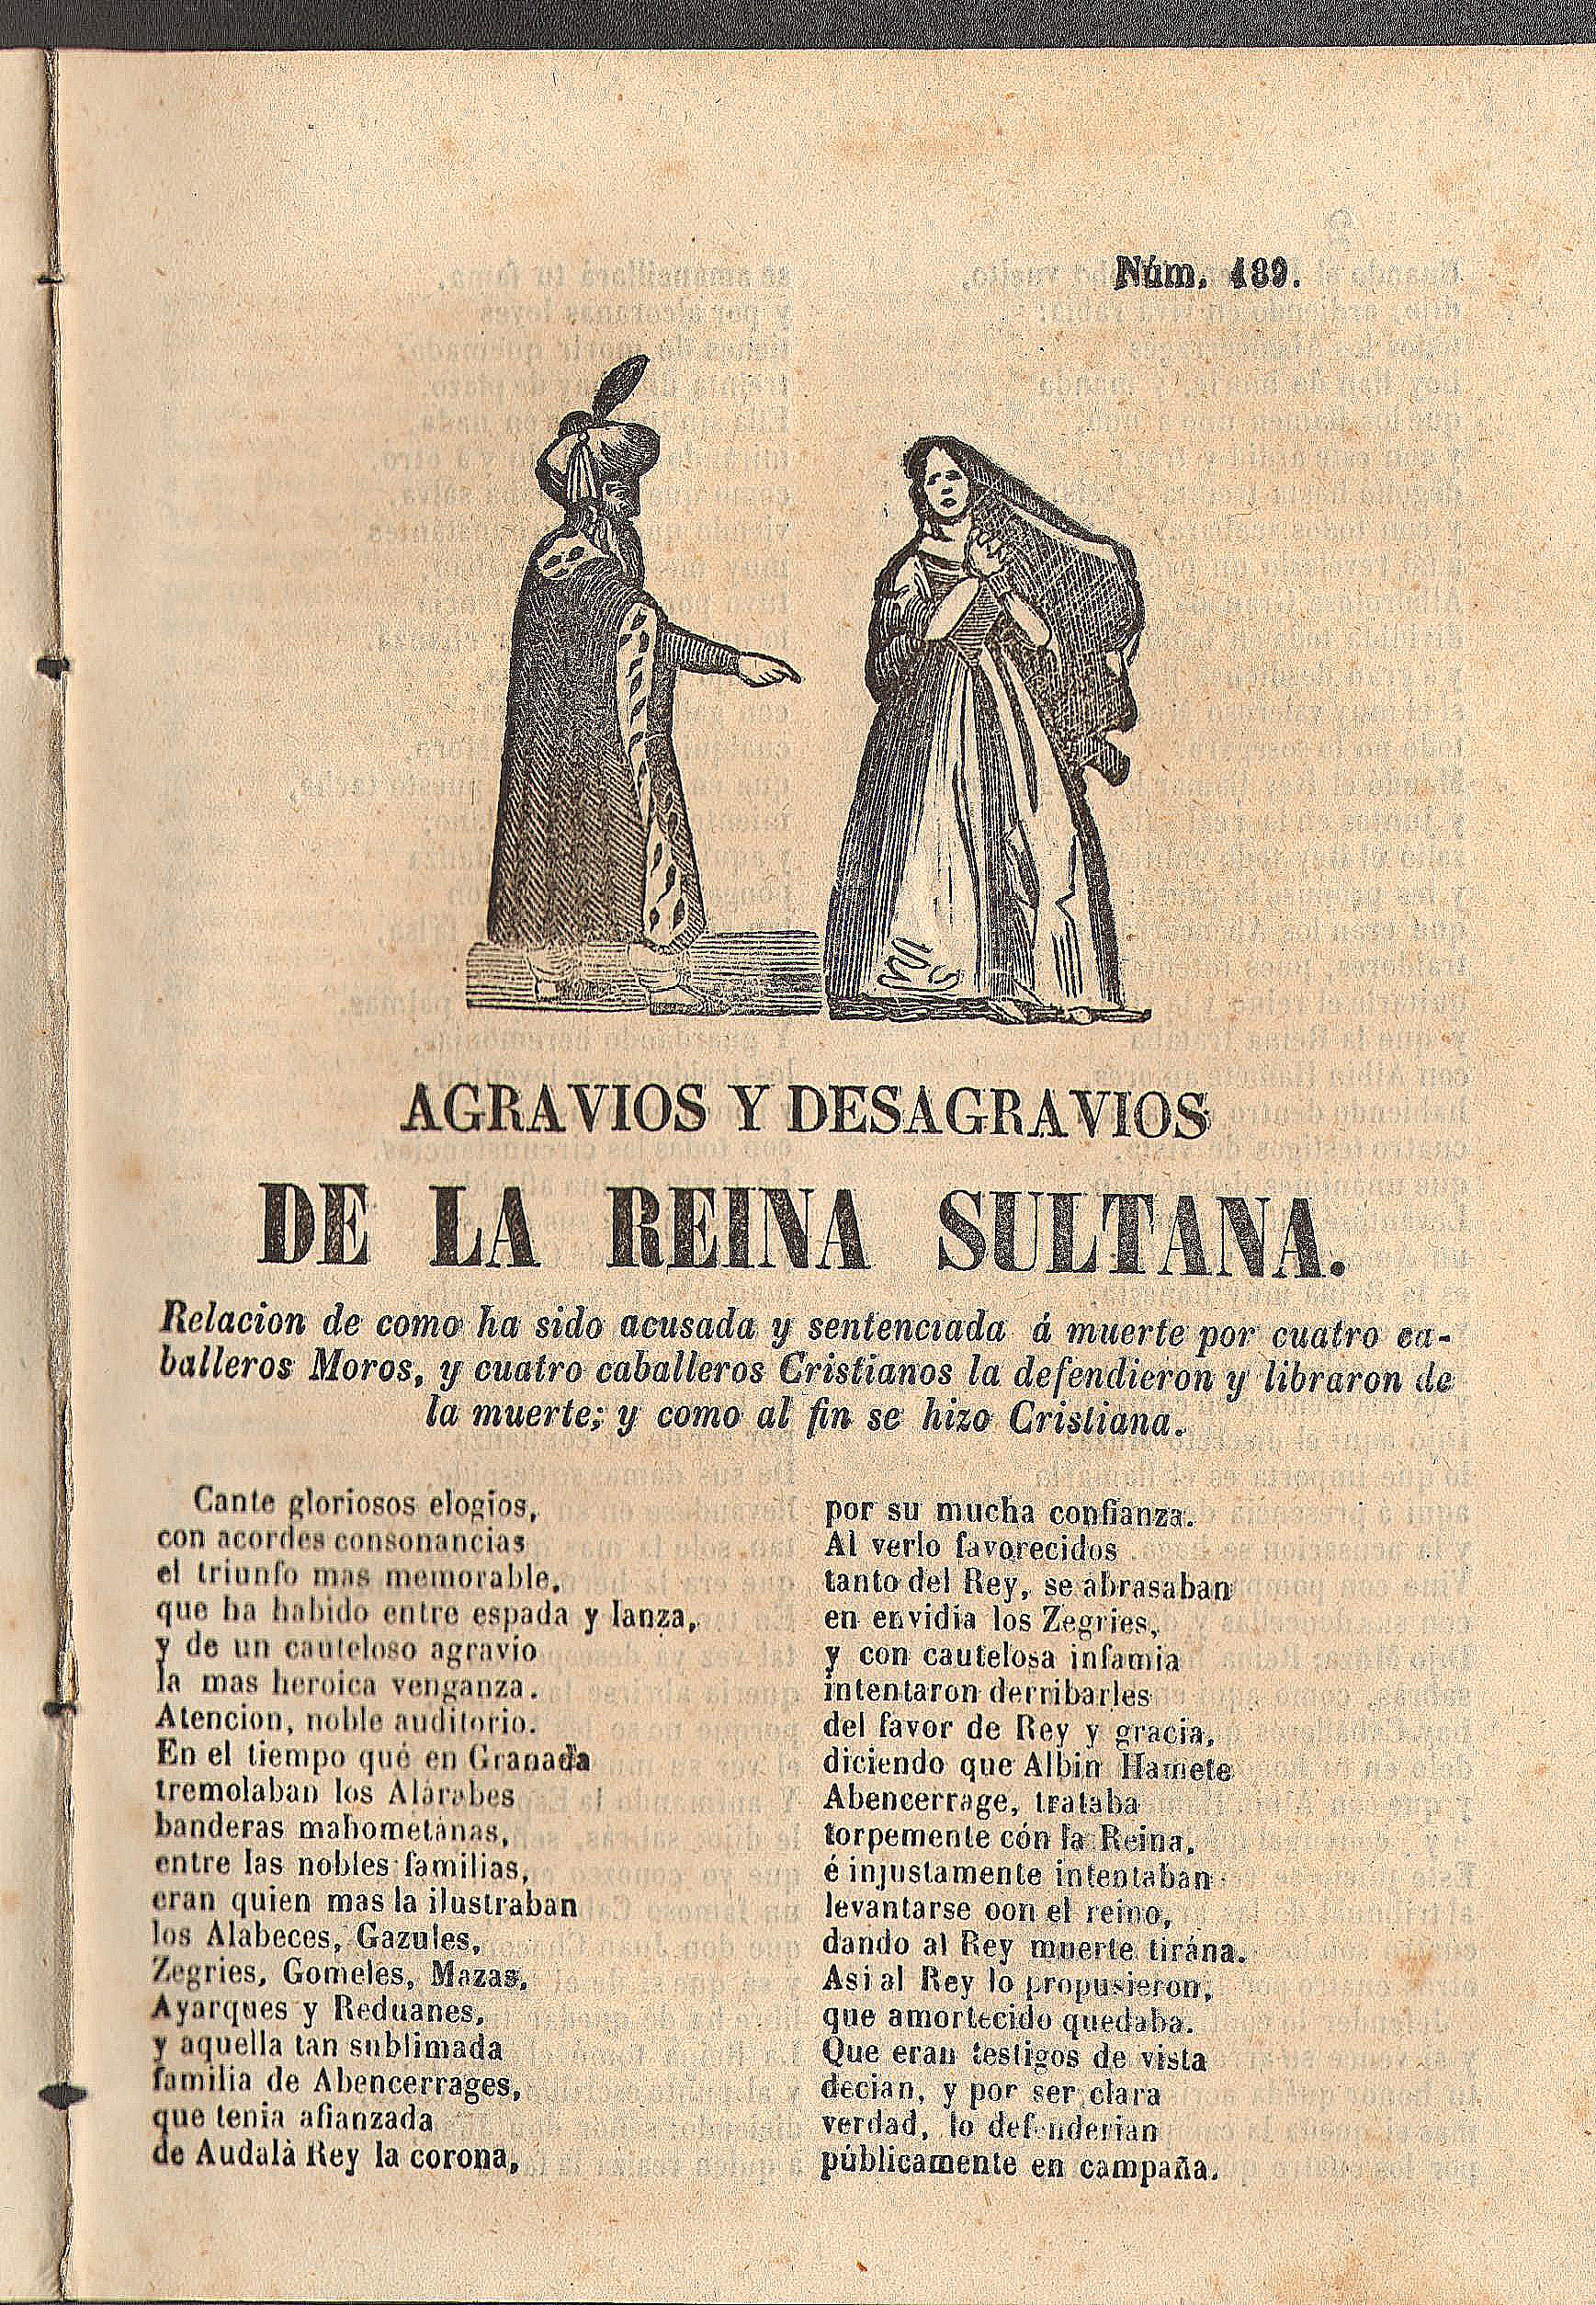 Núm. 189.
AGRAVIOS Y DESAGRAVIOS
DE LA REINA SULTANA.
Relacion de como ha sido acusada y sentenciada á muerte por cuatro ca-
balleros Moros, y cuatro caballeros Cristianos la defendieron y libraron de
la muerte; y como al fin se hizo Cristiana.
Cante gloriosos elogios,
con acordes consonancias
el triunfo mas memorable,
que ha habido entre espada y lanza,
y de un cauteloso agravio
la mas heroica venganza.
Atencion, noble auditorio.
En el tiempo qué en Granada
tremolaban los Alárabes
banderas mahometánas,
entre las nobles familias,
eran quien mas la ilustraban
los Alabeces, Gazules,
Zegries, Gomeles, Mazas,
Ayarques y Reduanes,
y aquella tan sublimada
familia de Abencerrages,
que tenia afianzada
de Audalà Rey la corona,
por su mucha confianza.
Al verlo favorecidos
tanto del Rey, se abrasaban
en envidia los Zegries,
y con cautelosa infamia
intentaron derribarles
del favor de Rey y gracia,
diciendo que Albin Hamete
Abencerrage, trataba
torpemente cón la Reina,
é injustamente intentaban
levantarse oon el reino,
dando al Rey muerte tirána.
Asi al Rey lo propusieron,
que amortecido quedaba.
Que eran testigos de vista
decian, y por ser clara
verdad, lo defenderian
públicamente en campaña.